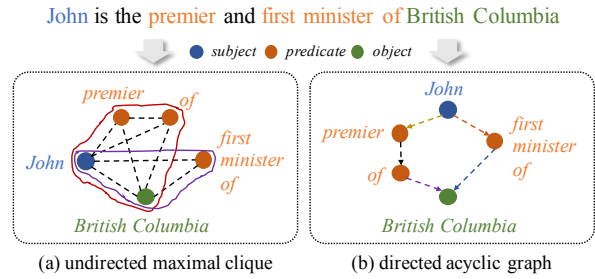 John is the premier and first minister of British Columbia
subject predicate object
premier
of
first
minister
of
John
British Columbia
(a) undirected maximal clique
John
premier
first
minister
of
of
British Columbia
(b) directed acyclic graph